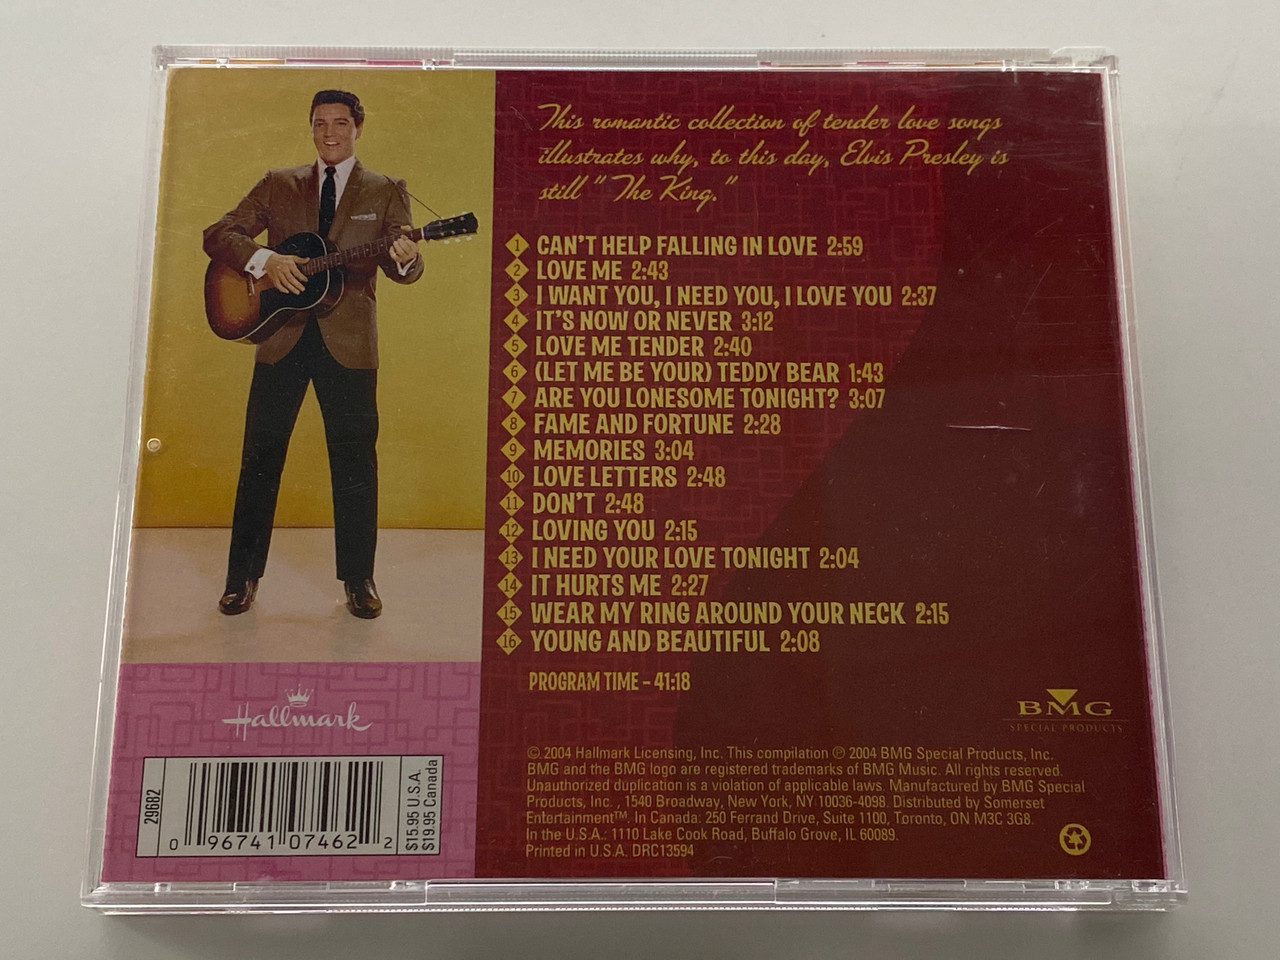 This romantic collection of tender love songs
illustrates why, to this day, Elvis Presley is
still "The King."
1 CAN'T HELP FALLING IN LOVE 2:59
2 LOVE ME 2:43
3 I WANT YOU, I NEED YOU, I LOVE YOU 2:37
4 IT'S NOW OR NEVER 3:12
5 LOVE ME TENDER 2:40
6 (LET ME BE YOUR) TEDDY BEAR 1:43
7 ARE YOU LONESOME TONIGHT? 3:07
8 FAME AND FORTUNE 2:28
9 MEMORIES 3:04
10 LOVE LETTERS 2:48
11 DON'T 2:48
12 LOVING YOU 2:15
13 I NEED YOUR LOVE TONIGHT 2:04
14 IT HURTS ME 2:27
15 WEAR MY RING AROUND YOUR NECK 2:15
16 YOUNG AND BEAUTIFUL 2:08
PROGRAM TIME – 41:18
Hallmark
29682
0 96741 07462 2
$15.95 U.S.A.
$19.95 Canada
BMG
SPECIAL PRODUCTS
© 2004 Hallmark Licensing, Inc. This compilation ℗ 2004 BMG Special Products, Inc.
BMG and the BMG logo are registered trademarks of BMG Music. All rights reserved.
Unauthorized duplication is a violation of applicable laws. Manufactured by BMG Special
Products, Inc. , 1540 Broadway, New York, NY 10036-4098. Distributed by Somerset
Entertainment™. In Canada: 250 Ferrand Drive, Suite 1100, Toronto, ON M3C 3G8.
In the U.S.A.: 1110 Lake Cook Road, Buffalo Grove, IL 60089.
Printed in U.S.A. DRC13594